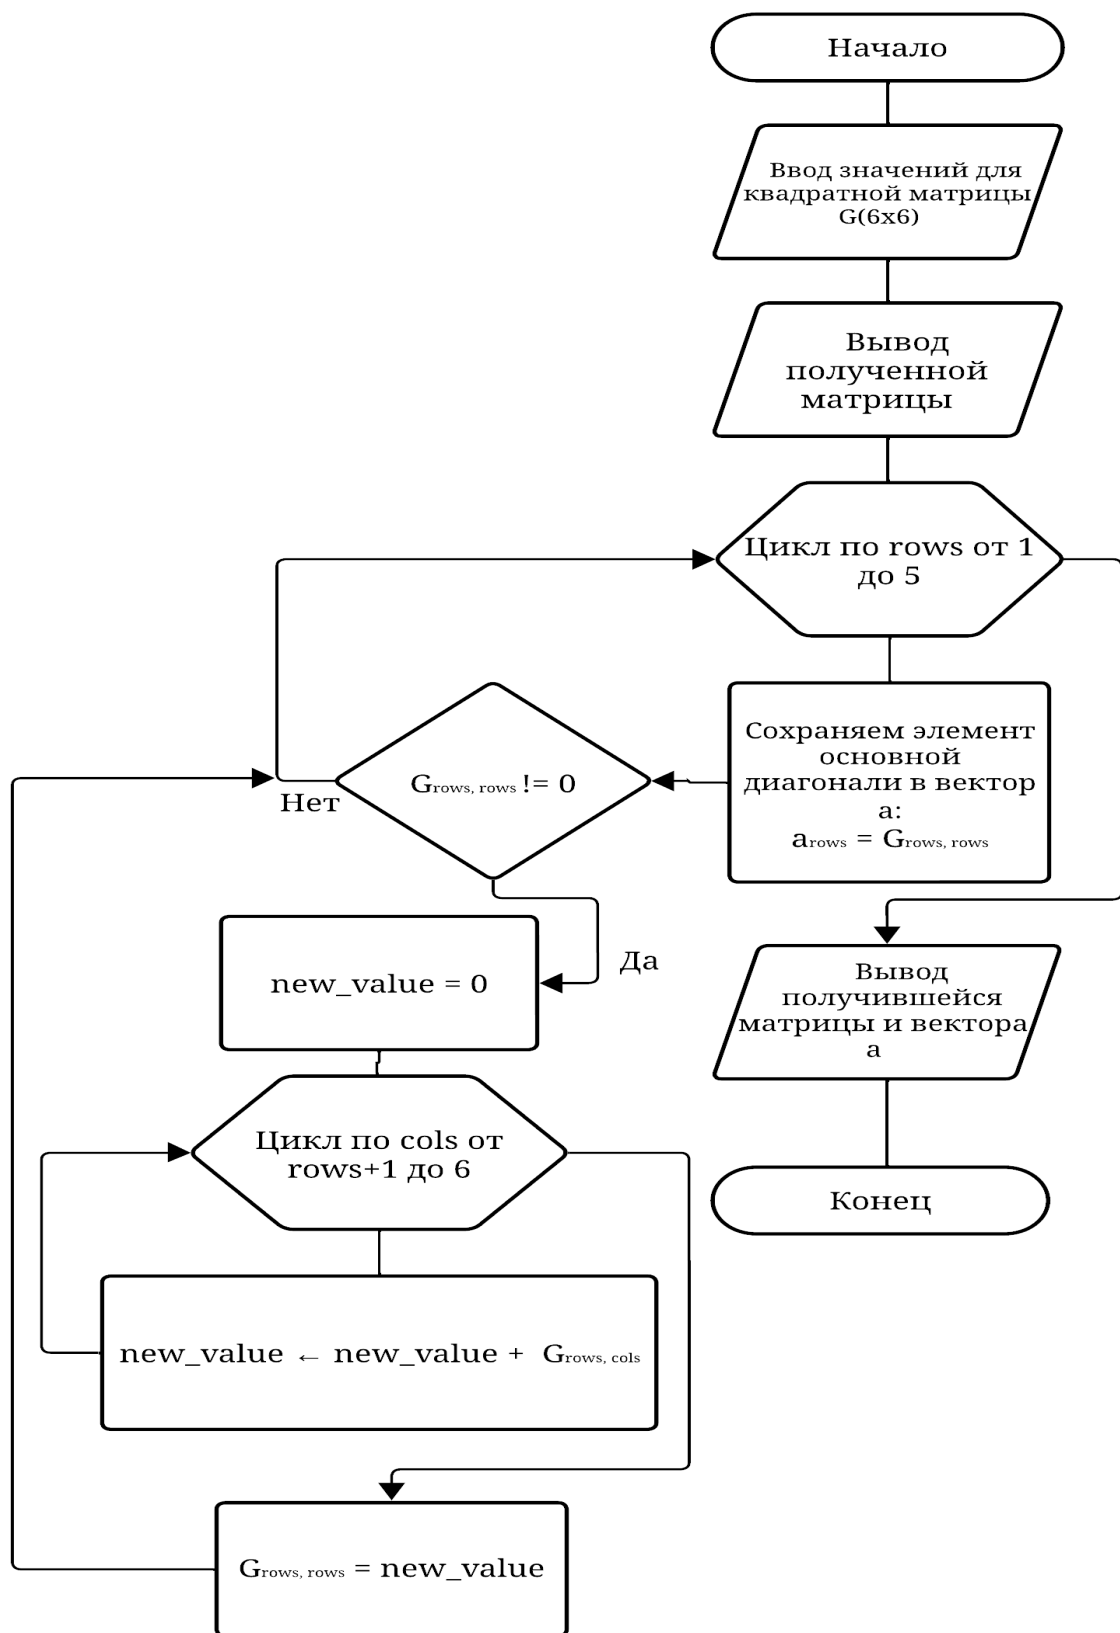 Начало
Ввод значений для
квадратной матрицы
G(6x6)
Вывод
полученной
матрицы
Цикл по rows от 1
до 5
Сохраняем элемент
основной
диагонали в вектор
а:
arows = Grows, rows
Grows, rows != 0
Нет
Да
new_value = 0
Цикл по cols от
rows+1 до 6
new_value ← new_value + Grows, cols
Grows, rows = new_value
Вывод
получившейся
матрицы и вектора
а
Конец